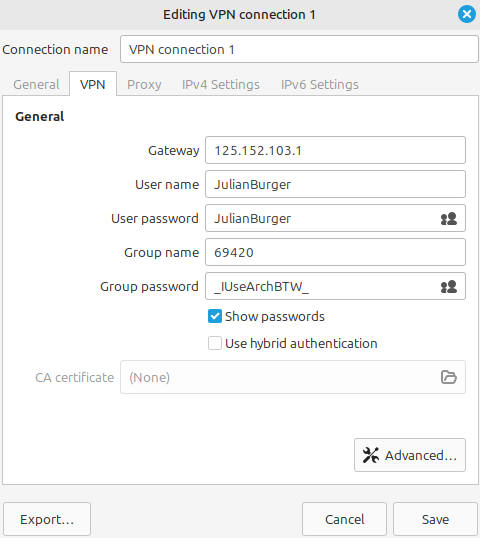 Editing VPN connection 1
Connection name VPN connection 1
General VPN Proxy IPv4 Settings IPv6 Settings
General
Gateway 125.152.103.1
User name JulianBurger
User password JulianBurger
Group name 69420
Group password _IUseArchBTW_
Show passwords
Use hybrid authentication
CA certificate (None)
Advanced...
Export... Cancel Save